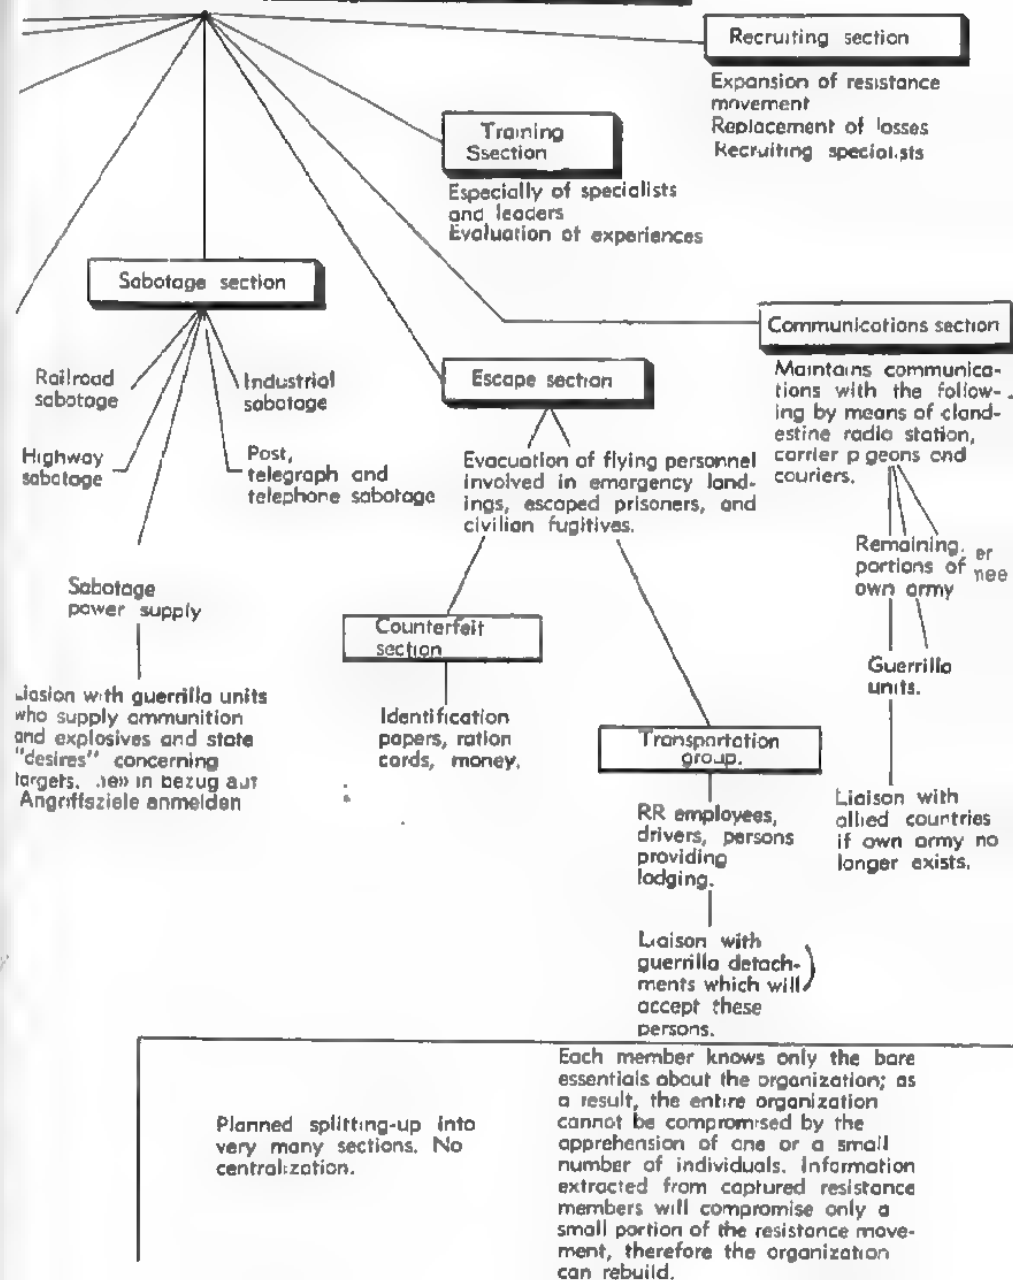 Recruiting section
Expansion of resistance
movement
Replacement of losses
Recruiting specialists
Training
Ssection
Especially of specialists
and leaders
Evaluation of experiences
Sabotage section
Railroad
sabotage
Industrial
sabotage
Highway
sabotage
Post,
telegraph and
telephone sabotage
Sabotage
power supply
Liasion with guerrilla units
who supply ammunition
and explosives and state
"desires" concerning
targets. in bezug auf
Angriffsziele anmelden
Escape section
Evacuation of flying personnel
involved in emergency land-
ings, escaped prisoners, and
civilian fugitives.
Counterfeit
section
Identification
papers, ration
cards, money.
Transportation
group.
RR employees,
drivers, persons
providing
lodging.
Liaison with
guerrilla detach-
ments which will
accept these
persons.
Communications section
Maintains communica-
tions with the follow-
ing by means of cland-
estine radio station,
carrier pigeons and
couriers.
Remaining er
portions of nee
own army
Guerrilla
units.
Liaison with
allied countries
if own army no
longer exists.
Planned splitting-up into
very many sections. No
centralization.
Each member knows only the bare
essentials about the organization; as
a result, the entire organization
cannot be compromised by the
apprehension of one or a small
number of individuals. Information
extracted from captured resistance
members will compromise only a
small portion of the resistance move-
ment, therefore the organization
can rebuild.